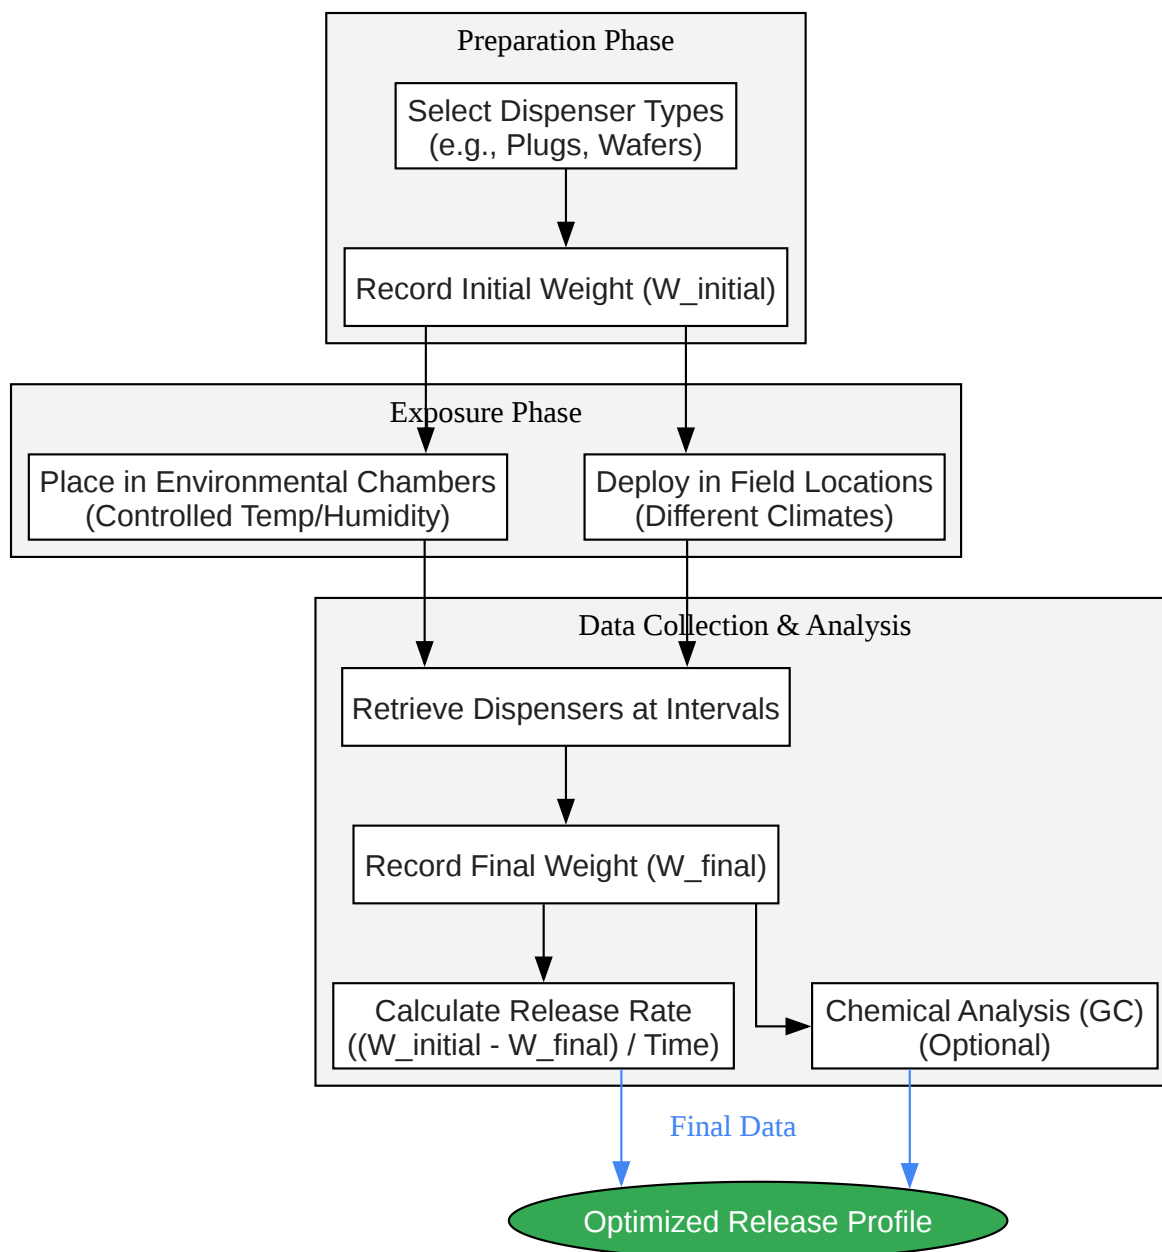 Preparation Phase
Select Dispenser Types
(e.g., Plugs, Wafers)
Record Initial Weight (W_initial)
Exposure Phase
Place in Environmental Chambers
(Controlled Temp/Humidity)
Deploy in Field Locations
(Different Climates)
Data Collection & Analysis
Retrieve Dispensers at Intervals
Record Final Weight (W_final)
Calculate Release Rate
((W_initial - W_final) / Time)
Chemical Analysis (GC)
(Optional)
Final Data
Optimized Release Profile